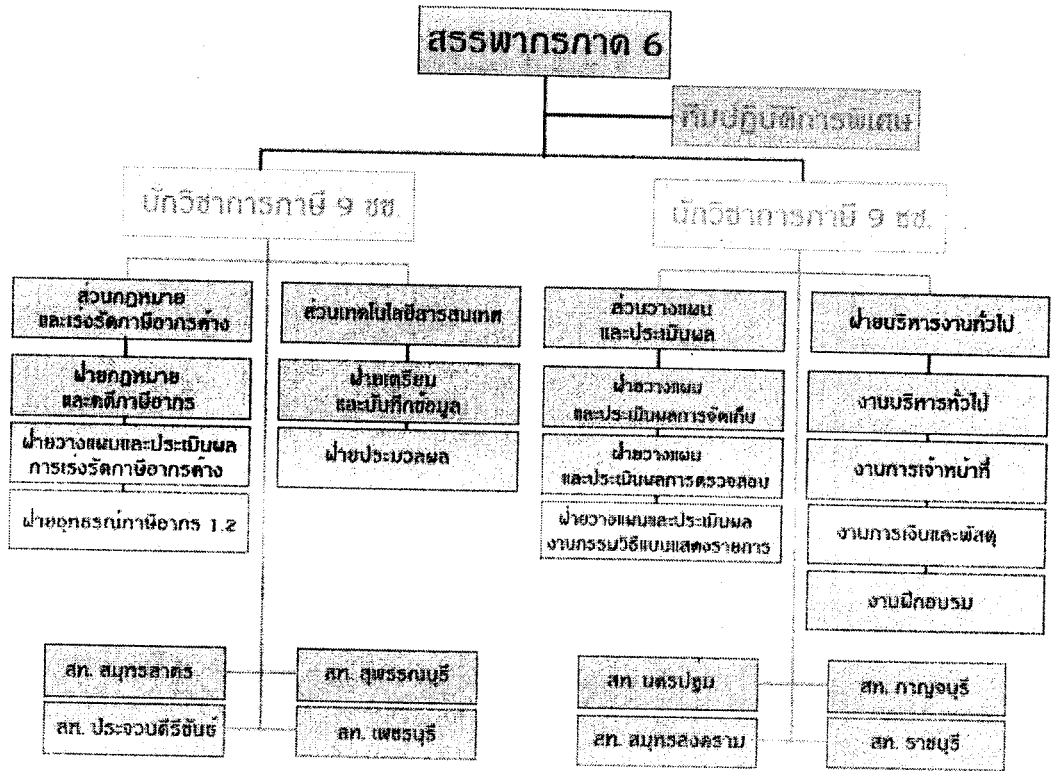 สรรพากรภาค 6
ทีมปฏิบัติการพิเศษ
นักวิชาการภาษี 9 ชช.
นักวิชาการภาษี 9 ชช.
ส่วนกฎหมาย
และเร่งรัดภาษีอากรค้าง
ฝ่ายกฎหมาย
และคดีภาษีอากร
ฝ่ายวางแผนและประเมินผล
การเร่งรัดภาษีอากรค้าง
ฝ่ายอุทธรณ์ภาษีอากร 1.2
ส่วนเทคโนโลยีสารสนเทศ
ฝ่ายเตรียม
และบันทึกข้อมูล
ฝ่ายประมวลผล
ส่วนวางแผน
และประเมินผล
ฝ่ายวางแผน
และประเมินผลการจัดเก็บ
ฝ่ายวางแผน
และประเมินผลการตรวจสอบ
ฝ่ายวางแผนและประเมินผล
งานกรรมวิธีแบบแสดงรายการ
ฝ่ายบริหารงานทั่วไป
งานบริหารทั่วไป
งานการเจ้าหน้าที่
งานการเงินและพัสดุ
งานฝึกอบรม
สท. สมุทรสาคร
สท. สุพรรณบุรี
สท. ประจวบคีรีขันธ์
สท. เพชรบุรี
สท. นครปฐม
สท. กาญจบุรี
สท. สมุทรสงคราม
สท. ราชบุรี